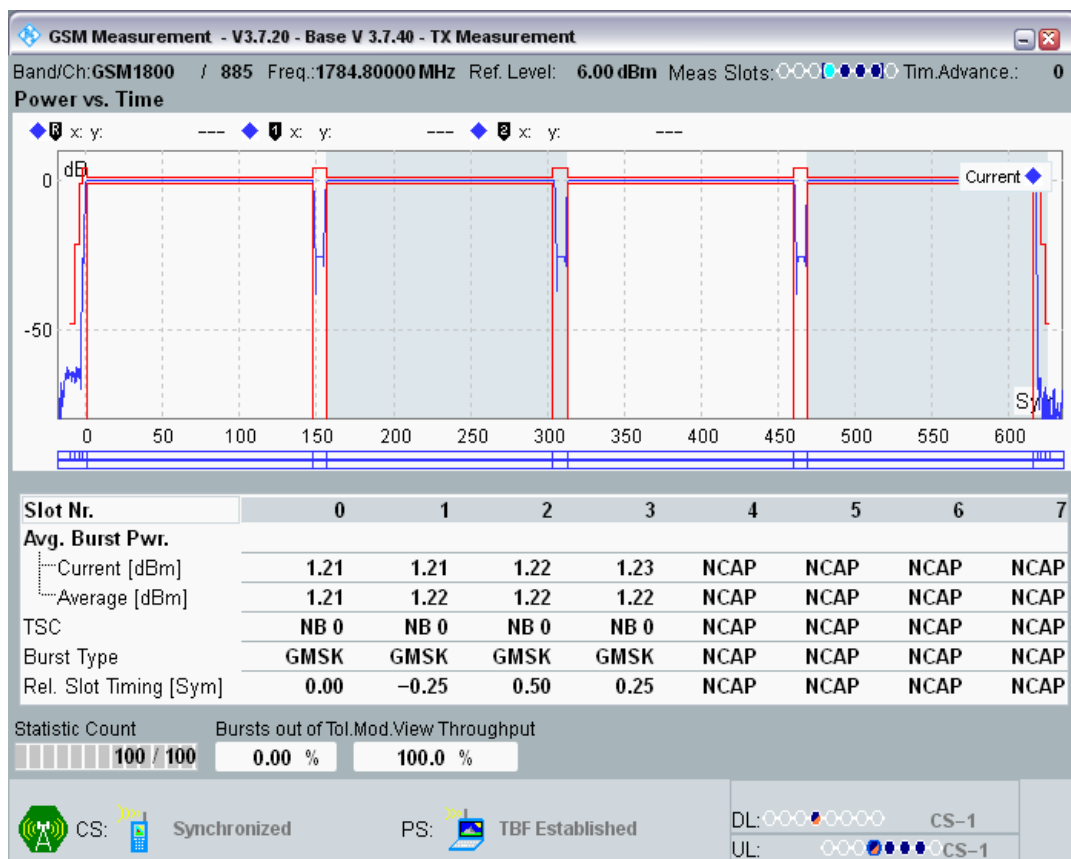 GSM Measurement - V3.7.20 - Base V 3.7.40 - TX Measurement
Band/Ch:GSM1800 / 885 Freq.:1784.80000 MHz Ref. Level: 6.00 dBm Meas Slots: Tim.Advance.: 0
Power vs. Time
R x: y: --- 1 x: y: --- 2 x: y: ---
dB
Current
0
-50
0 50 100 150 200 250 300 350 400 450 500 550 600
Slot Nr. 0 1 2 3 4 5 6 7
Avg. Burst Pwr.
Current [dBm] 1.21 1.21 1.22 1.23 NCAP NCAP NCAP NCAP
Average [dBm] 1.21 1.22 1.22 1.22 NCAP NCAP NCAP NCAP
TSC NB 0 NB 0 NB 0 NB 0 NCAP NCAP NCAP NCAP
Burst Type GMSK GMSK GMSK GMSK NCAP NCAP NCAP NCAP
Rel. Slot Timing [Sym] 0.00 −0.25 0.50 0.25 NCAP NCAP NCAP NCAP
Statistic Count Bursts out of Tol.Mod.View Throughput
100 / 100 0.00 % 100.0 %
CS: Synchronized PS: TBF Established DL: CS−1
UL: CS−1